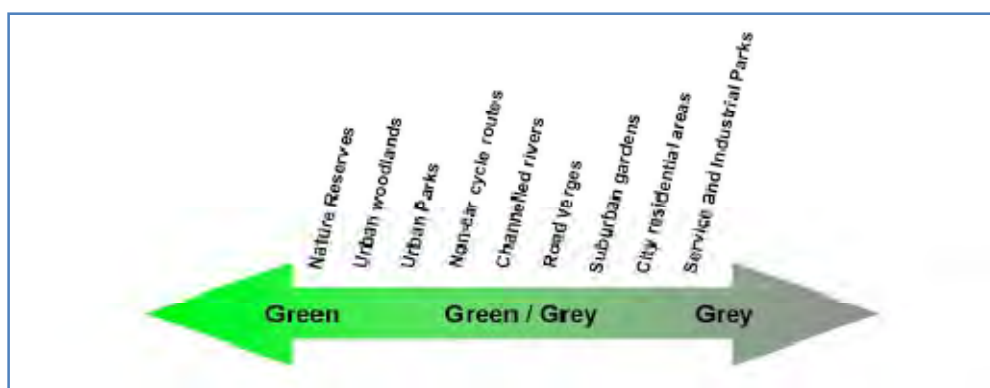 Nature Reserves
Urban woodlands
Urban Parks
Non-car cycle routes
Channelled rivers
Road Verges
Suburban gardens
City residential areas
Service and Industrial Parks
Green
Green / Grey
Grey